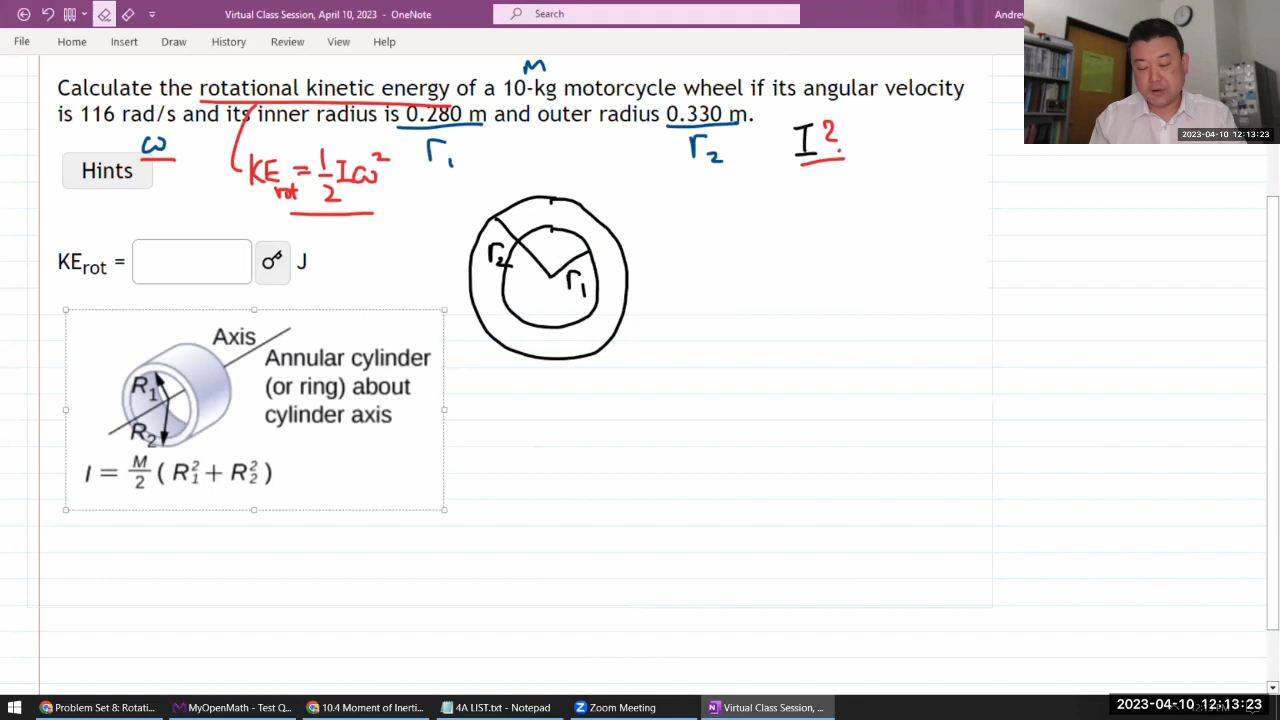 Virtual Class Session, April 10, 2023 - OneNote
Search
Andrew
File Home Insert Draw History Review View Help
M
Calculate the rotational kinetic energy of a 10-kg motorcycle wheel if its angular velocity
is 116 rad/s and its inner radius is 0.280 m and outer radius 0.330 m.
ω r₁ r₂ I?
Hints
KE rot = 1/2 Iω²
r₂ r₁
KErot = J
Axis
Annular cylinder
(or ring) about
cylinder axis
R₁
R₂
I = M/2 ( R₁² + R₂² )
2023-04-10 12:13:23
Problem Set 8: Rotati... MyOpenMath - Test Q... 10.4 Moment of Inerti... 4A LIST.txt - Notepad Zoom Meeting Virtual Class Session,...
2023-04-10 12:13:23